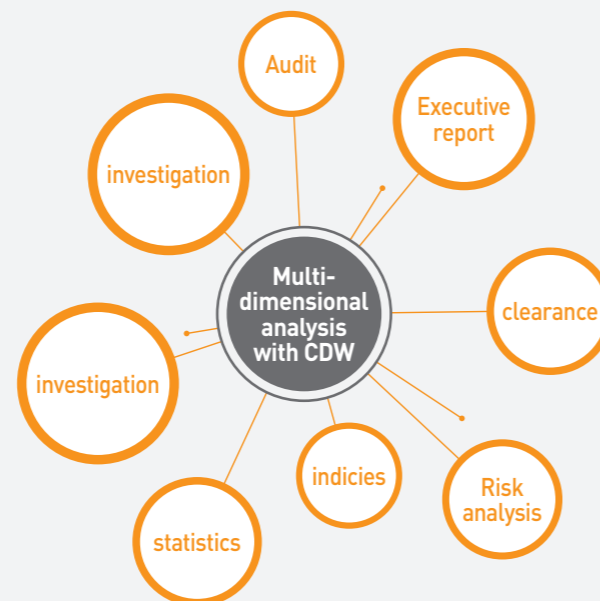 Audit
Executive
report
investigation
Multi-
dimensional
analysis
with CDW
clearance
investigation
indicies
Risk
analysis
statistics